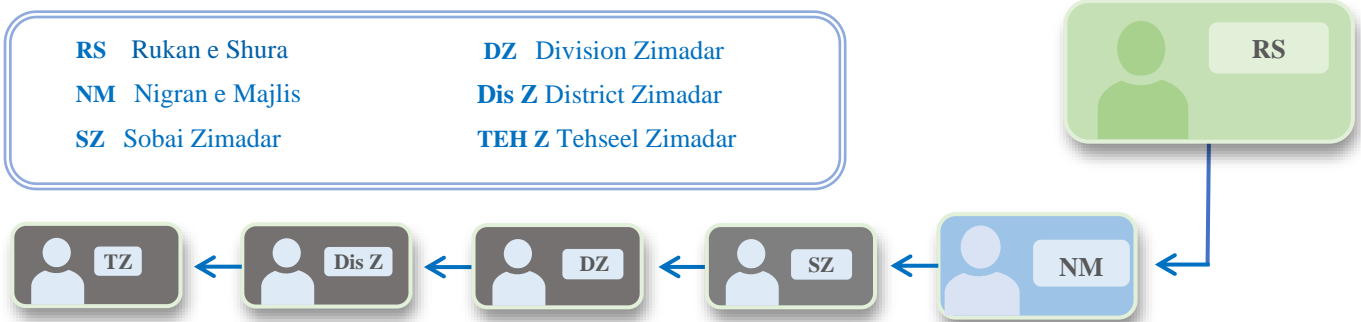 RS Rukan e Shura
DZ Division Zimadar
NM Nigran e Majlis
Dis Z District Zimadar
SZ Sobai Zimadar
TEH Z Tehseel Zimadar
RS
TZ
Dis Z
DZ
SZ
NM